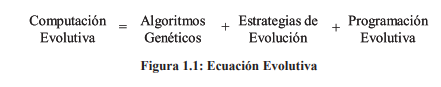 Computación Evolutiva = Algoritmos Genéticos + Estrategias de Evolución + Programación Evolutiva
Figura 1.1: Ecuación Evolutiva